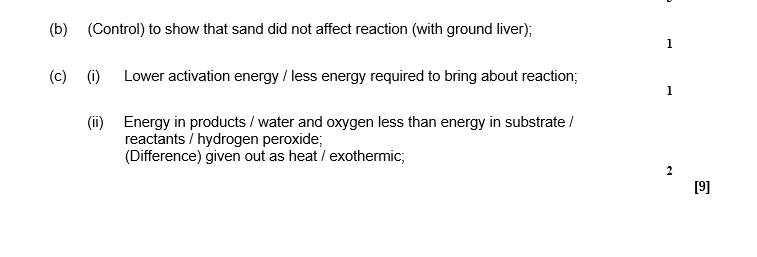 (b) (Control) to show that sand did not affect reaction (with ground liver);
1
(c) (i) Lower activation energy / less energy required to bring about reaction;
1
(ii) Energy in products / water and oxygen less than energy in substrate /
reactants / hydrogen peroxide;
(Difference) given out as heat / exothermic;
2
[9]